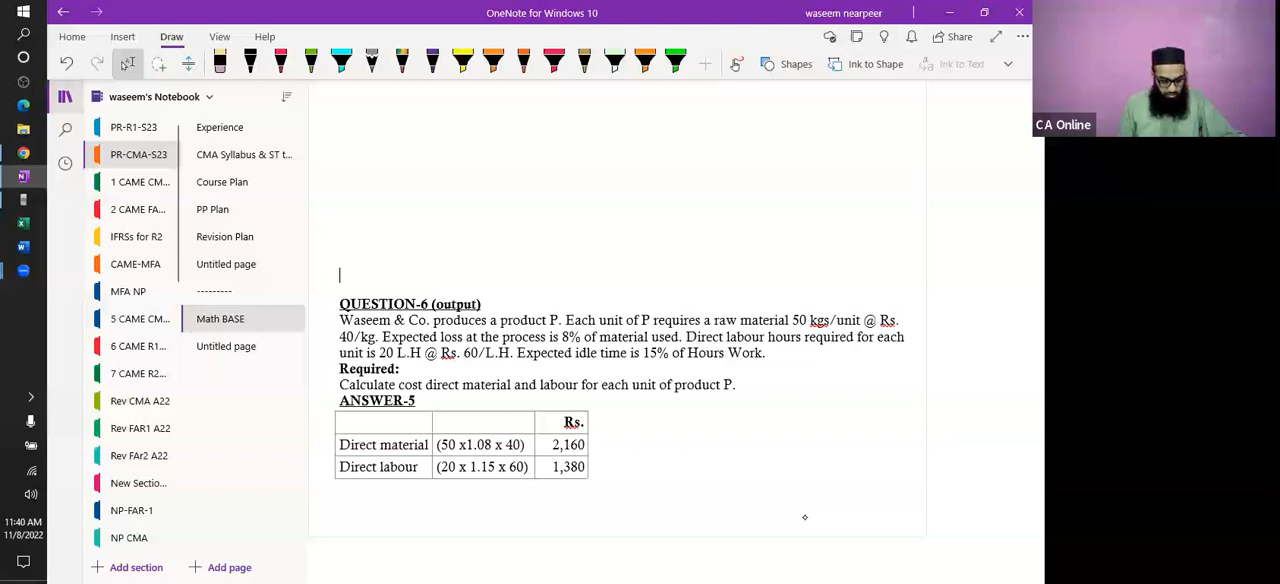 OneNote for Windows 10
waseem nearpeer
Home Insert Draw View Help
Share
Shapes Ink to Shape Ink to Text
waseem's Notebook
PR-R1-S23
PR-CMA-S23
1 CAME CM...
2 CAME FA...
IFRSs for R2
CAME-MFA
MFA NP
5 CAME CM...
6 CAME R1...
7 CAME R2...
Rev CMA A22
Rev FAR1 A22
Rev FAr2 A22
New Sectio...
NP-FAR-1
NP CMA
Add section
Experience
CMA Syllabus & ST t...
Course Plan
PP Plan
Revision Plan
Untitled page
---------
Math BASE
Untitled page
Add page
QUESTION-6 (output)
Waseem & Co. produces a product P. Each unit of P requires a raw material 50 kgs/unit @ Rs.
40/kg. Expected loss at the process is 8% of material used. Direct labour hours required for each
unit is 20 L.H @ Rs. 60/L.H. Expected idle time is 15% of Hours Work.
Required:
Calculate cost direct material and labour for each unit of product P.
ANSWER-5
Rs.
Direct material (50 x1.08 x 40) 2,160
Direct labour (20 x 1.15 x 60) 1,380
CA Online
11:40 AM
11/8/2022